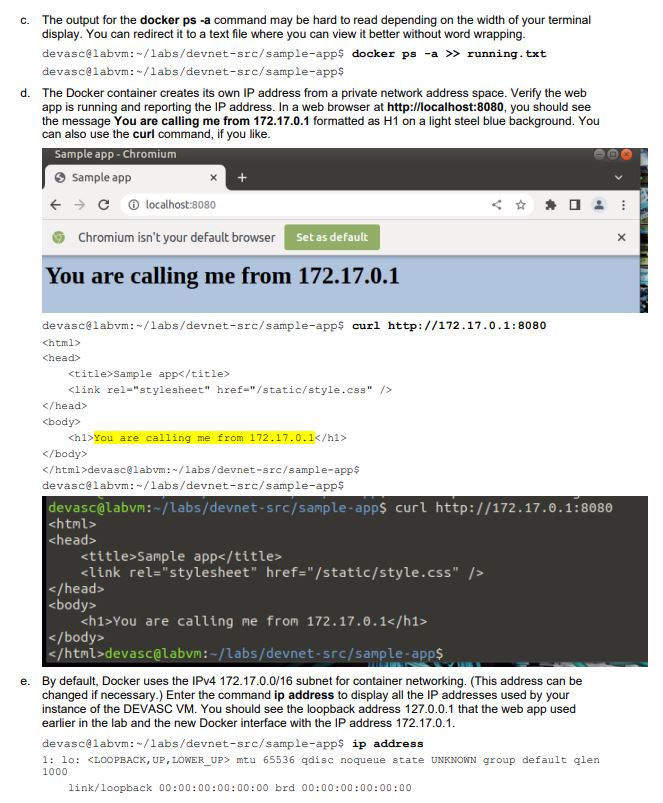 c. The output for the docker ps -a command may be hard to read depending on the width of your terminal
display. You can redirect it to a text file where you can view it better without word wrapping.
devasc@labvm:~/labs/devnet-src/sample-app$ docker ps -a >> running.txt
devasc@labvm:~/labs/devnet-src/sample-app$
d. The Docker container creates its own IP address from a private network address space. Verify the web
app is running and reporting the IP address. In a web browser at http://localhost:8080, you should see
the message You are calling me from 172.17.0.1 formatted as H1 on a light steel blue background. You
can also use the curl command, if you like.
Sample app - Chromium
Sample app
localhost:8080
Chromium isn't your default browser Set as default
You are calling me from 172.17.0.1
devasc@labvm:~/labs/devnet-src/sample-app$ curl http://172.17.0.1:8080
<html>
<head>
<title>Sample app</title>
<link rel="stylesheet" href="/static/style.css" />
</head>
<body>
<h1>You are calling me from 172.17.0.1</h1>
</body>
</html>devasc@labvm:~/labs/devnet-src/sample-app$
devasc@labvm:~/labs/devnet-src/sample-app$
devasc@labvm:~/labs/devnet-src/sample-app$ curl http://172.17.0.1:8080
<html>
<head>
<title>Sample app</title>
<link rel="stylesheet" href="/static/style.css" />
</head>
<body>
<h1>You are calling me from 172.17.0.1</h1>
</body>
</html>devasc@labvm:~/labs/devnet-src/sample-app$
e. By default, Docker uses the IPv4 172.17.0.0/16 subnet for container networking. (This address can be
changed if necessary.) Enter the command ip address to display all the IP addresses used by your
instance of the DEVASC VM. You should see the loopback address 127.0.0.1 that the web app used
earlier in the lab and the new Docker interface with the IP address 172.17.0.1.
devasc@labvm:~/labs/devnet-src/sample-app$ ip address
1: lo: <LOOPBACK,UP,LOWER_UP> mtu 65536 qdisc noqueue state UNKNOWN group default qlen
1000
link/loopback 00:00:00:00:00:00 brd 00:00:00:00:00:00